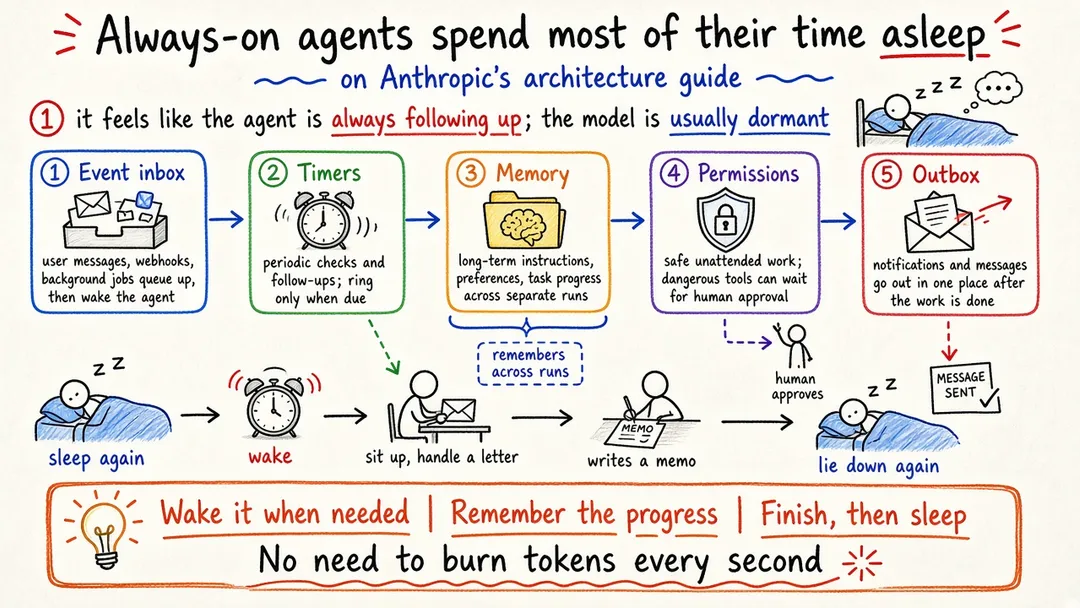 Always-on agents spend most of their time asleep
on Anthropic's architecture guide
z z z
1 it feels like the agent is always following up; the model is usually dormant
1 Event inbox
user messages, webhooks,
background jobs queue up,
then wake the agent
2 Timers
periodic checks and
follow-ups; ring
only when due
3 Memory
long-term instructions,
preferences, task progress
across separate runs
4 Permissions
safe unattended work;
dangerous tools can wait
for human approval
5 Outbox
notifications and messages
go out in one place after
the work is done
remembers
across runs
human
approves
MESSAGE
SENT
z z
sleep again
wake
sit up, handle a letter
MEMO
writes a memo
z z
lie down again
Wake it when needed | Remember the progress | Finish, then sleep
No need to burn tokens every second